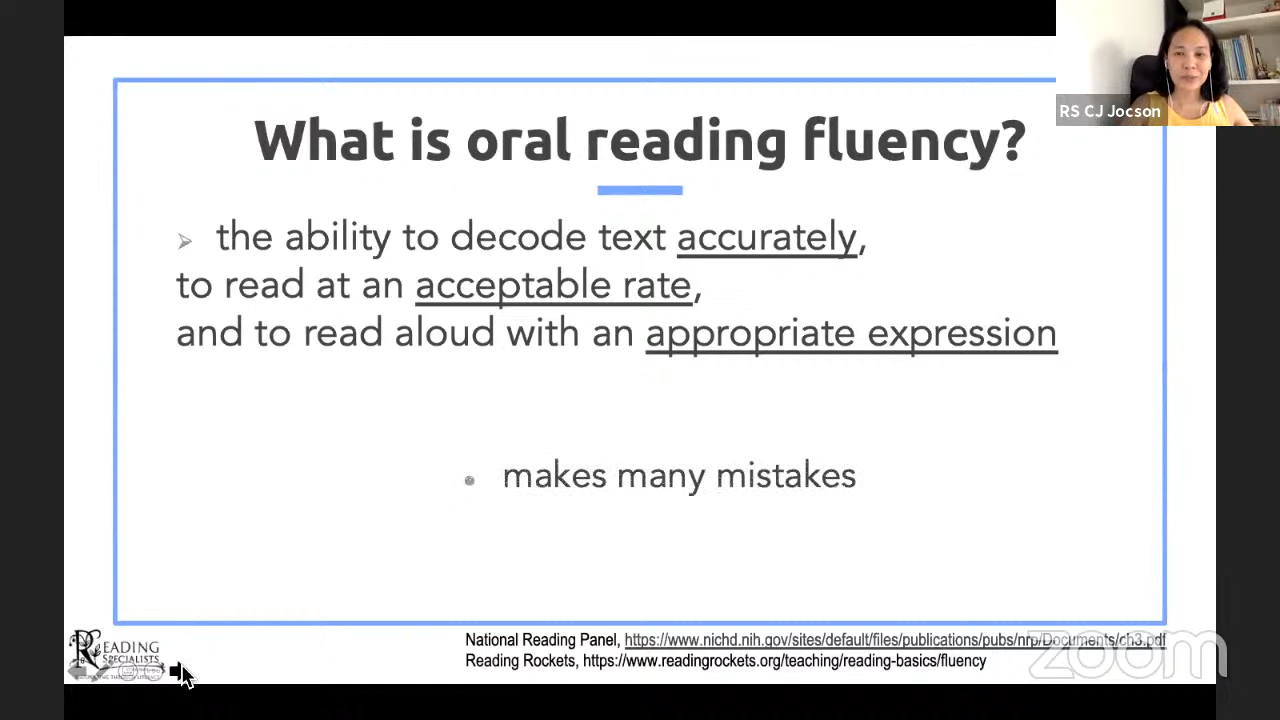 RS CJ Jocson
What is oral reading fluency?
➢ the ability to decode text accurately,
to read at an acceptable rate,
and to read aloud with an appropriate expression
• makes many mistakes
READING
SPECIALISTS
National Reading Panel, https://www.nichd.nih.gov/sites/default/files/publications/pubs/nrp/Documents/ch3.pdf
Reading Rockets, https://www.readingrockets.org/teaching/reading-basics/fluency
zoom